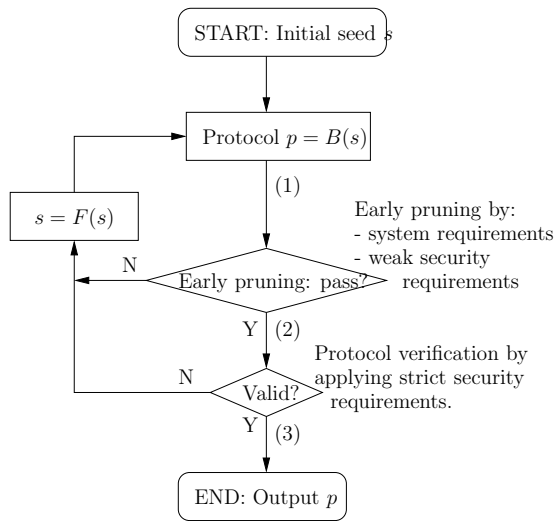 START: Initial seed s
Protocol p = B(s)
(1)
s = F(s)
Early pruning by:
- system requirements
- weak security
requirements
N
Early pruning: pass?
Y
(2)
Protocol verification by
applying strict security
requirements.
N
Valid?
Y
(3)
END: Output p